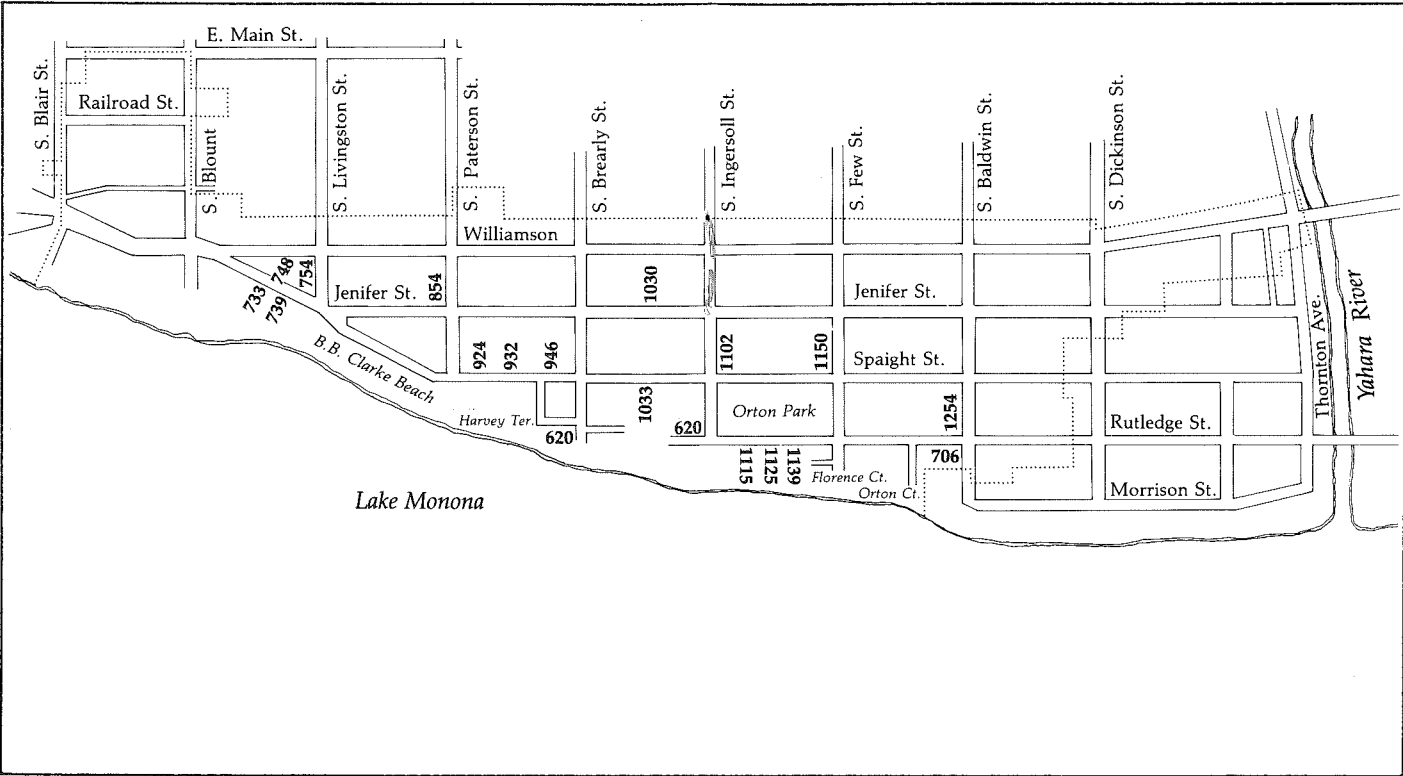 E. Main St.
S. Blair St.
Railroad St.
S. Blount
S. Livingston St.
S. Paterson St.
S. Brearly St.
S. Ingersoll St.
S. Few St.
S. Baldwin St.
S. Dickinson St.
Williamson
733
739
748
754
Jenifer St.
854
1030
Jenifer St.
B.B. Clarke Beach
924
932
946
1102
1150
Spaight St.
Harvey Ter.
620
1033
620
Orton Park
1254
Rutledge St.
1115
1125
1139
Florence Ct.
Orton Ct.
706
Morrison St.
Thornton Ave.
Yahara River
Lake Monona